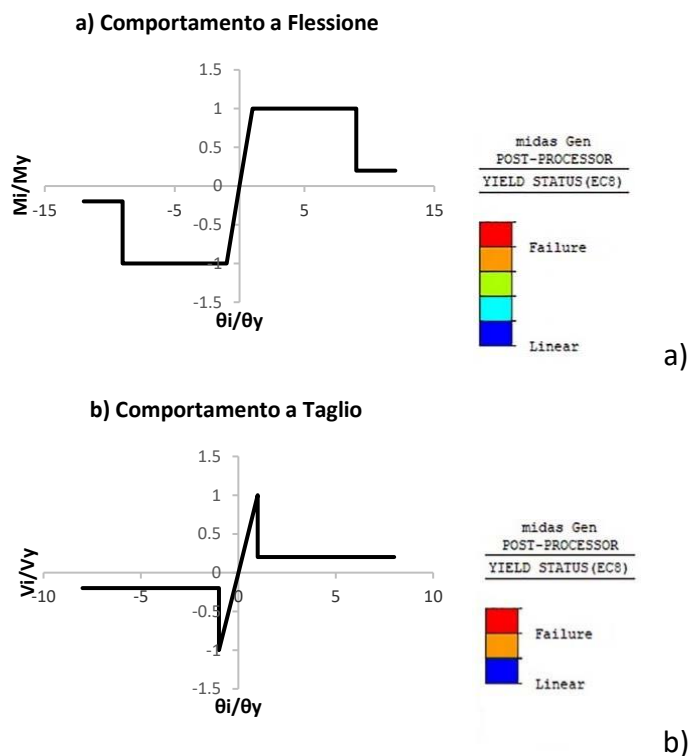 a) Comportamento a Flessione
1.5
1
0.5
0
-0.5
-1
-1.5
-15
-5
5
15
Mi/My
θi/θy
midas Gen
POST-PROCESSOR
YIELD STATUS(EC8)
Failure
Linear
a)
b) Comportamento a Taglio
1.5
1
0.5
0
-0.5
-1
-1.5
-10
-5
0
5
10
Vi/Vy
θi/θy
midas Gen
POST-PROCESSOR
YIELD STATUS(EC8)
Failure
Linear
b)